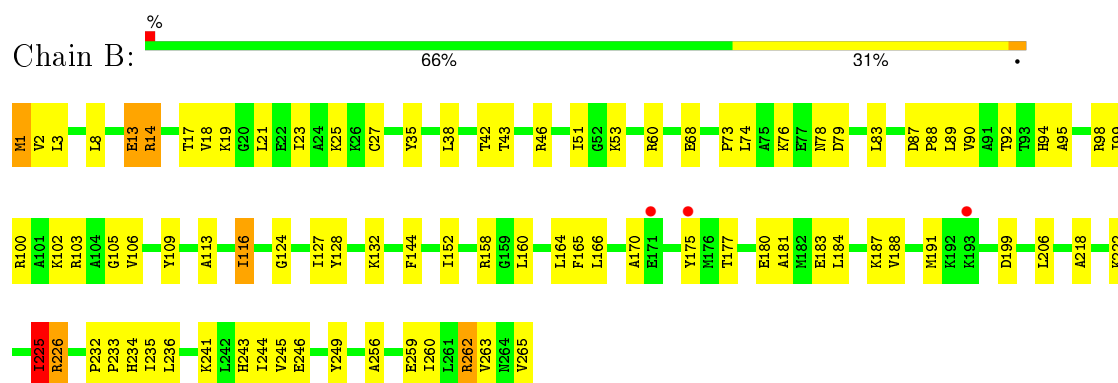 %
Chain B:
66% 31% •
M1 V2 L3 L8 E13 R14 T17 V18 K19 G20 L21 E22 I23 A24 K25 K26 C27 Y35 L38 T42 T43 R46 I51 G52 K53 R60 E68 P73 L74 A75 K76 E77 N78 D79 L83 D87 P88 L89 V90 A91 T92 T93 H94 A95 R98 I99
R100 A101 K102 R103 A104 G105 V106 Y109 A113 I116 G124 I127 Y128 K132 F144 I152 R158 G159 L160 L164 F165 L166 A170 E171 Y175 M176 T177 E180 A181 M182 E183 L184 K187 V188 M191 K192 K193 D199 L206 A218
I225 R226 P232 P233 H234 I235 L236 K241 L242 H243 I244 V245 E246 Y249 A256 E259 I260 L261 R262 V263 N264 V265